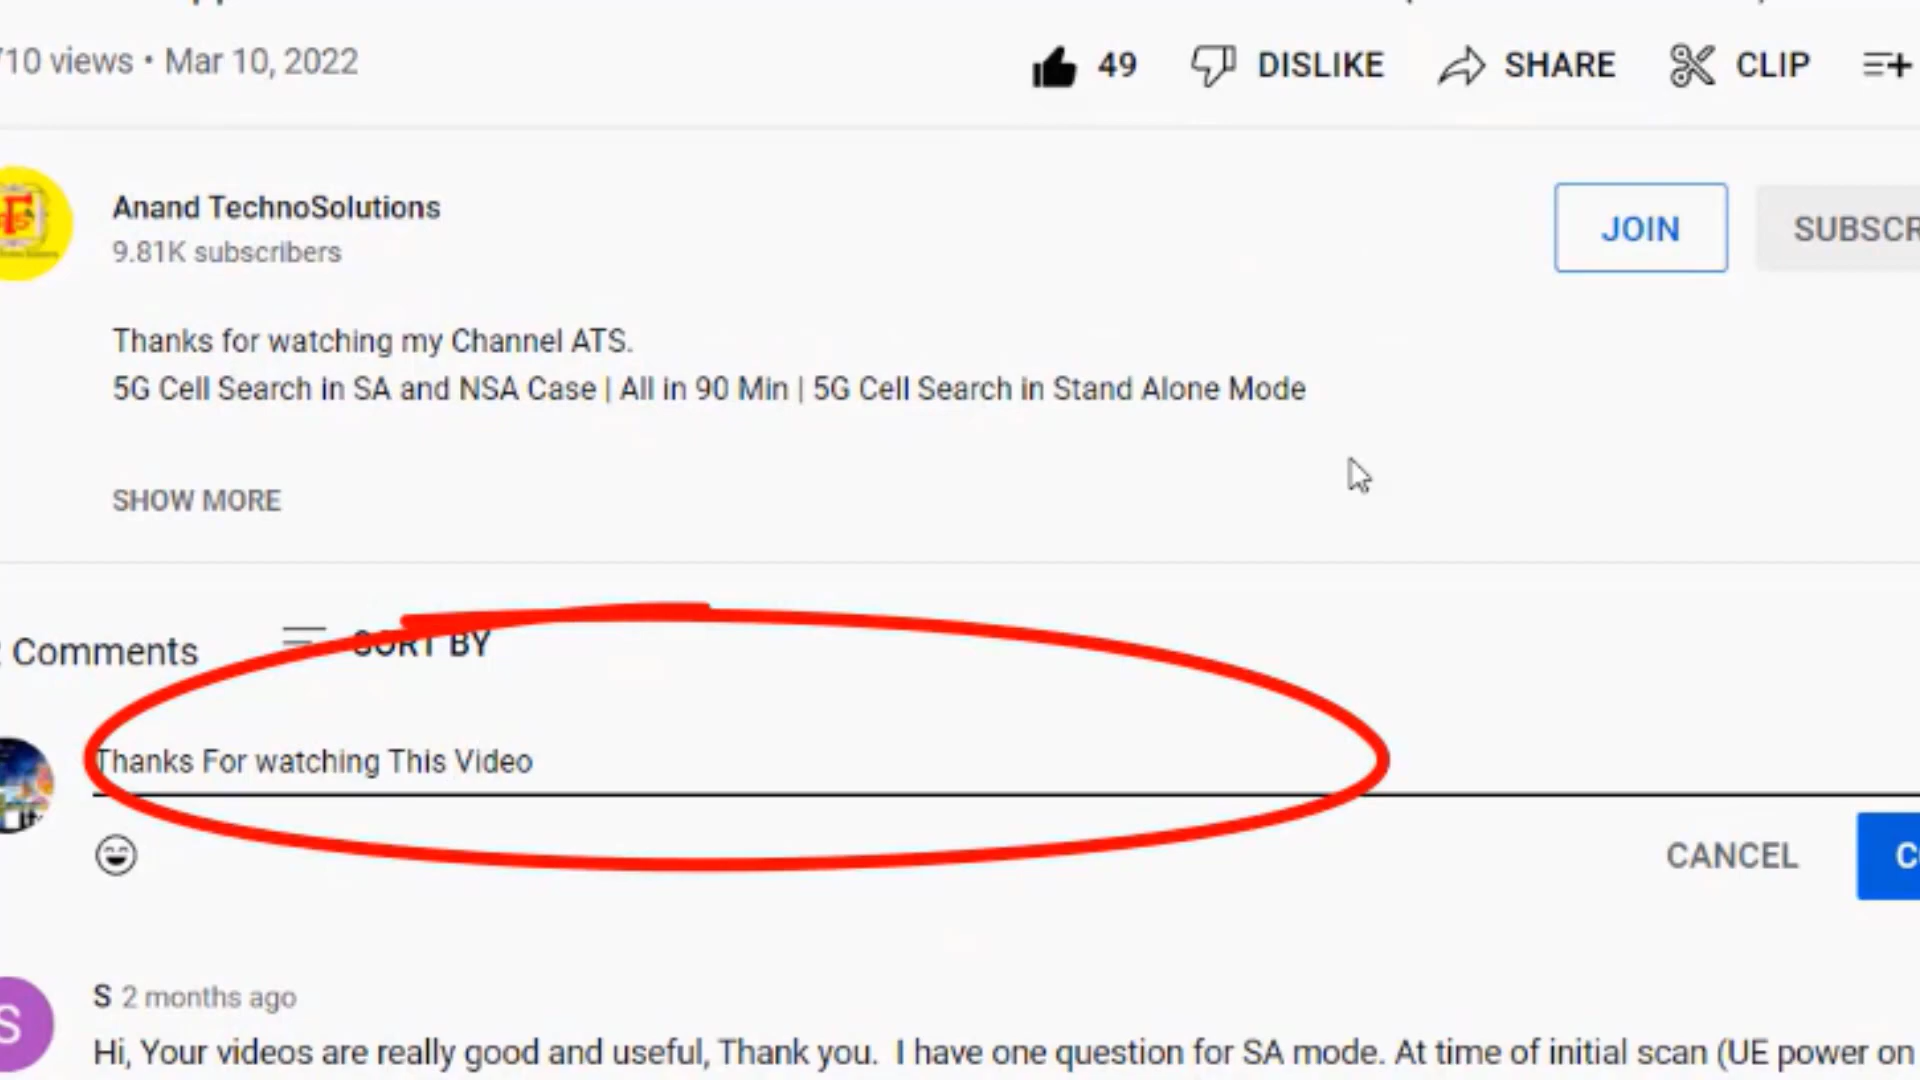 710 views • Mar 10, 2022
49 DISLIKE SHARE CLIP
Anand TechnoSolutions
9.81K subscribers
JOIN SUBSCR
Thanks for watching my Channel ATS.
5G Cell Search in SA and NSA Case | All in 90 Min | 5G Cell Search in Stand Alone Mode
SHOW MORE
Comments SORT BY
Thanks For watching This Video
CANCEL
S 2 months ago
S
Hi, Your videos are really good and useful, Thank you. I have one question for SA mode. At time of initial scan (UE power on